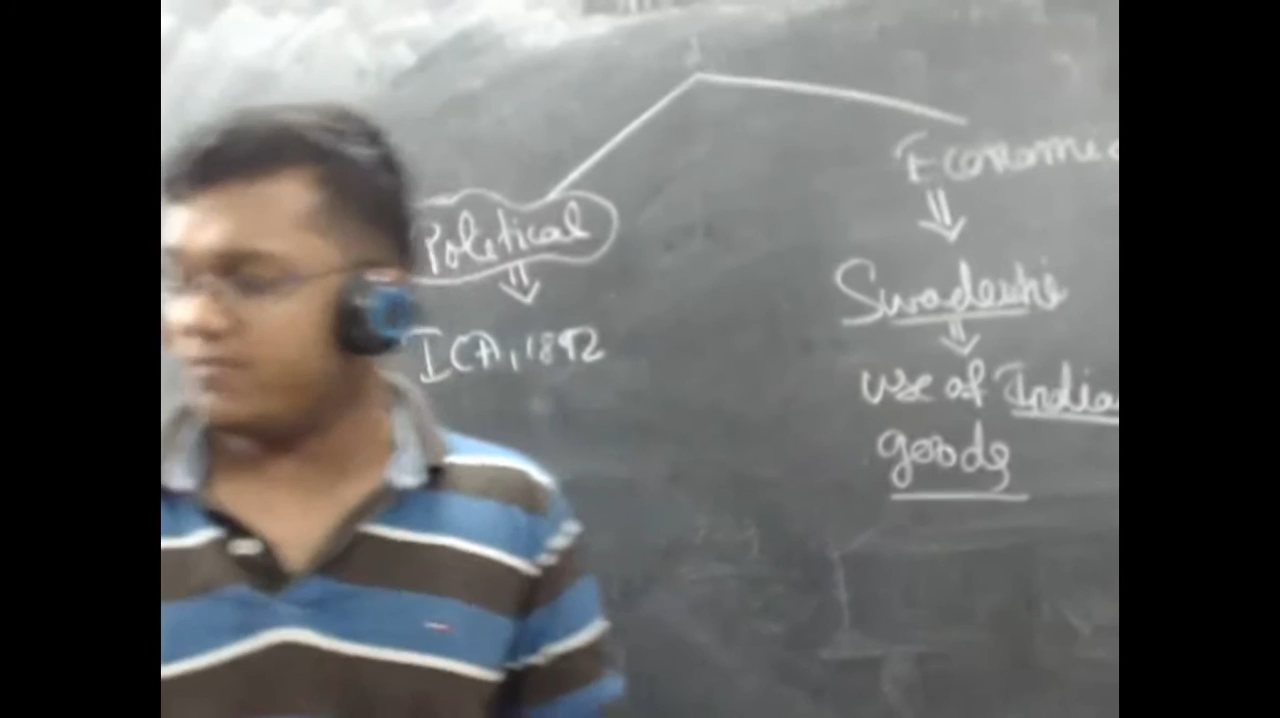 Political
ICA, 1892
Economic
Swadeshi
use of Indian
goods